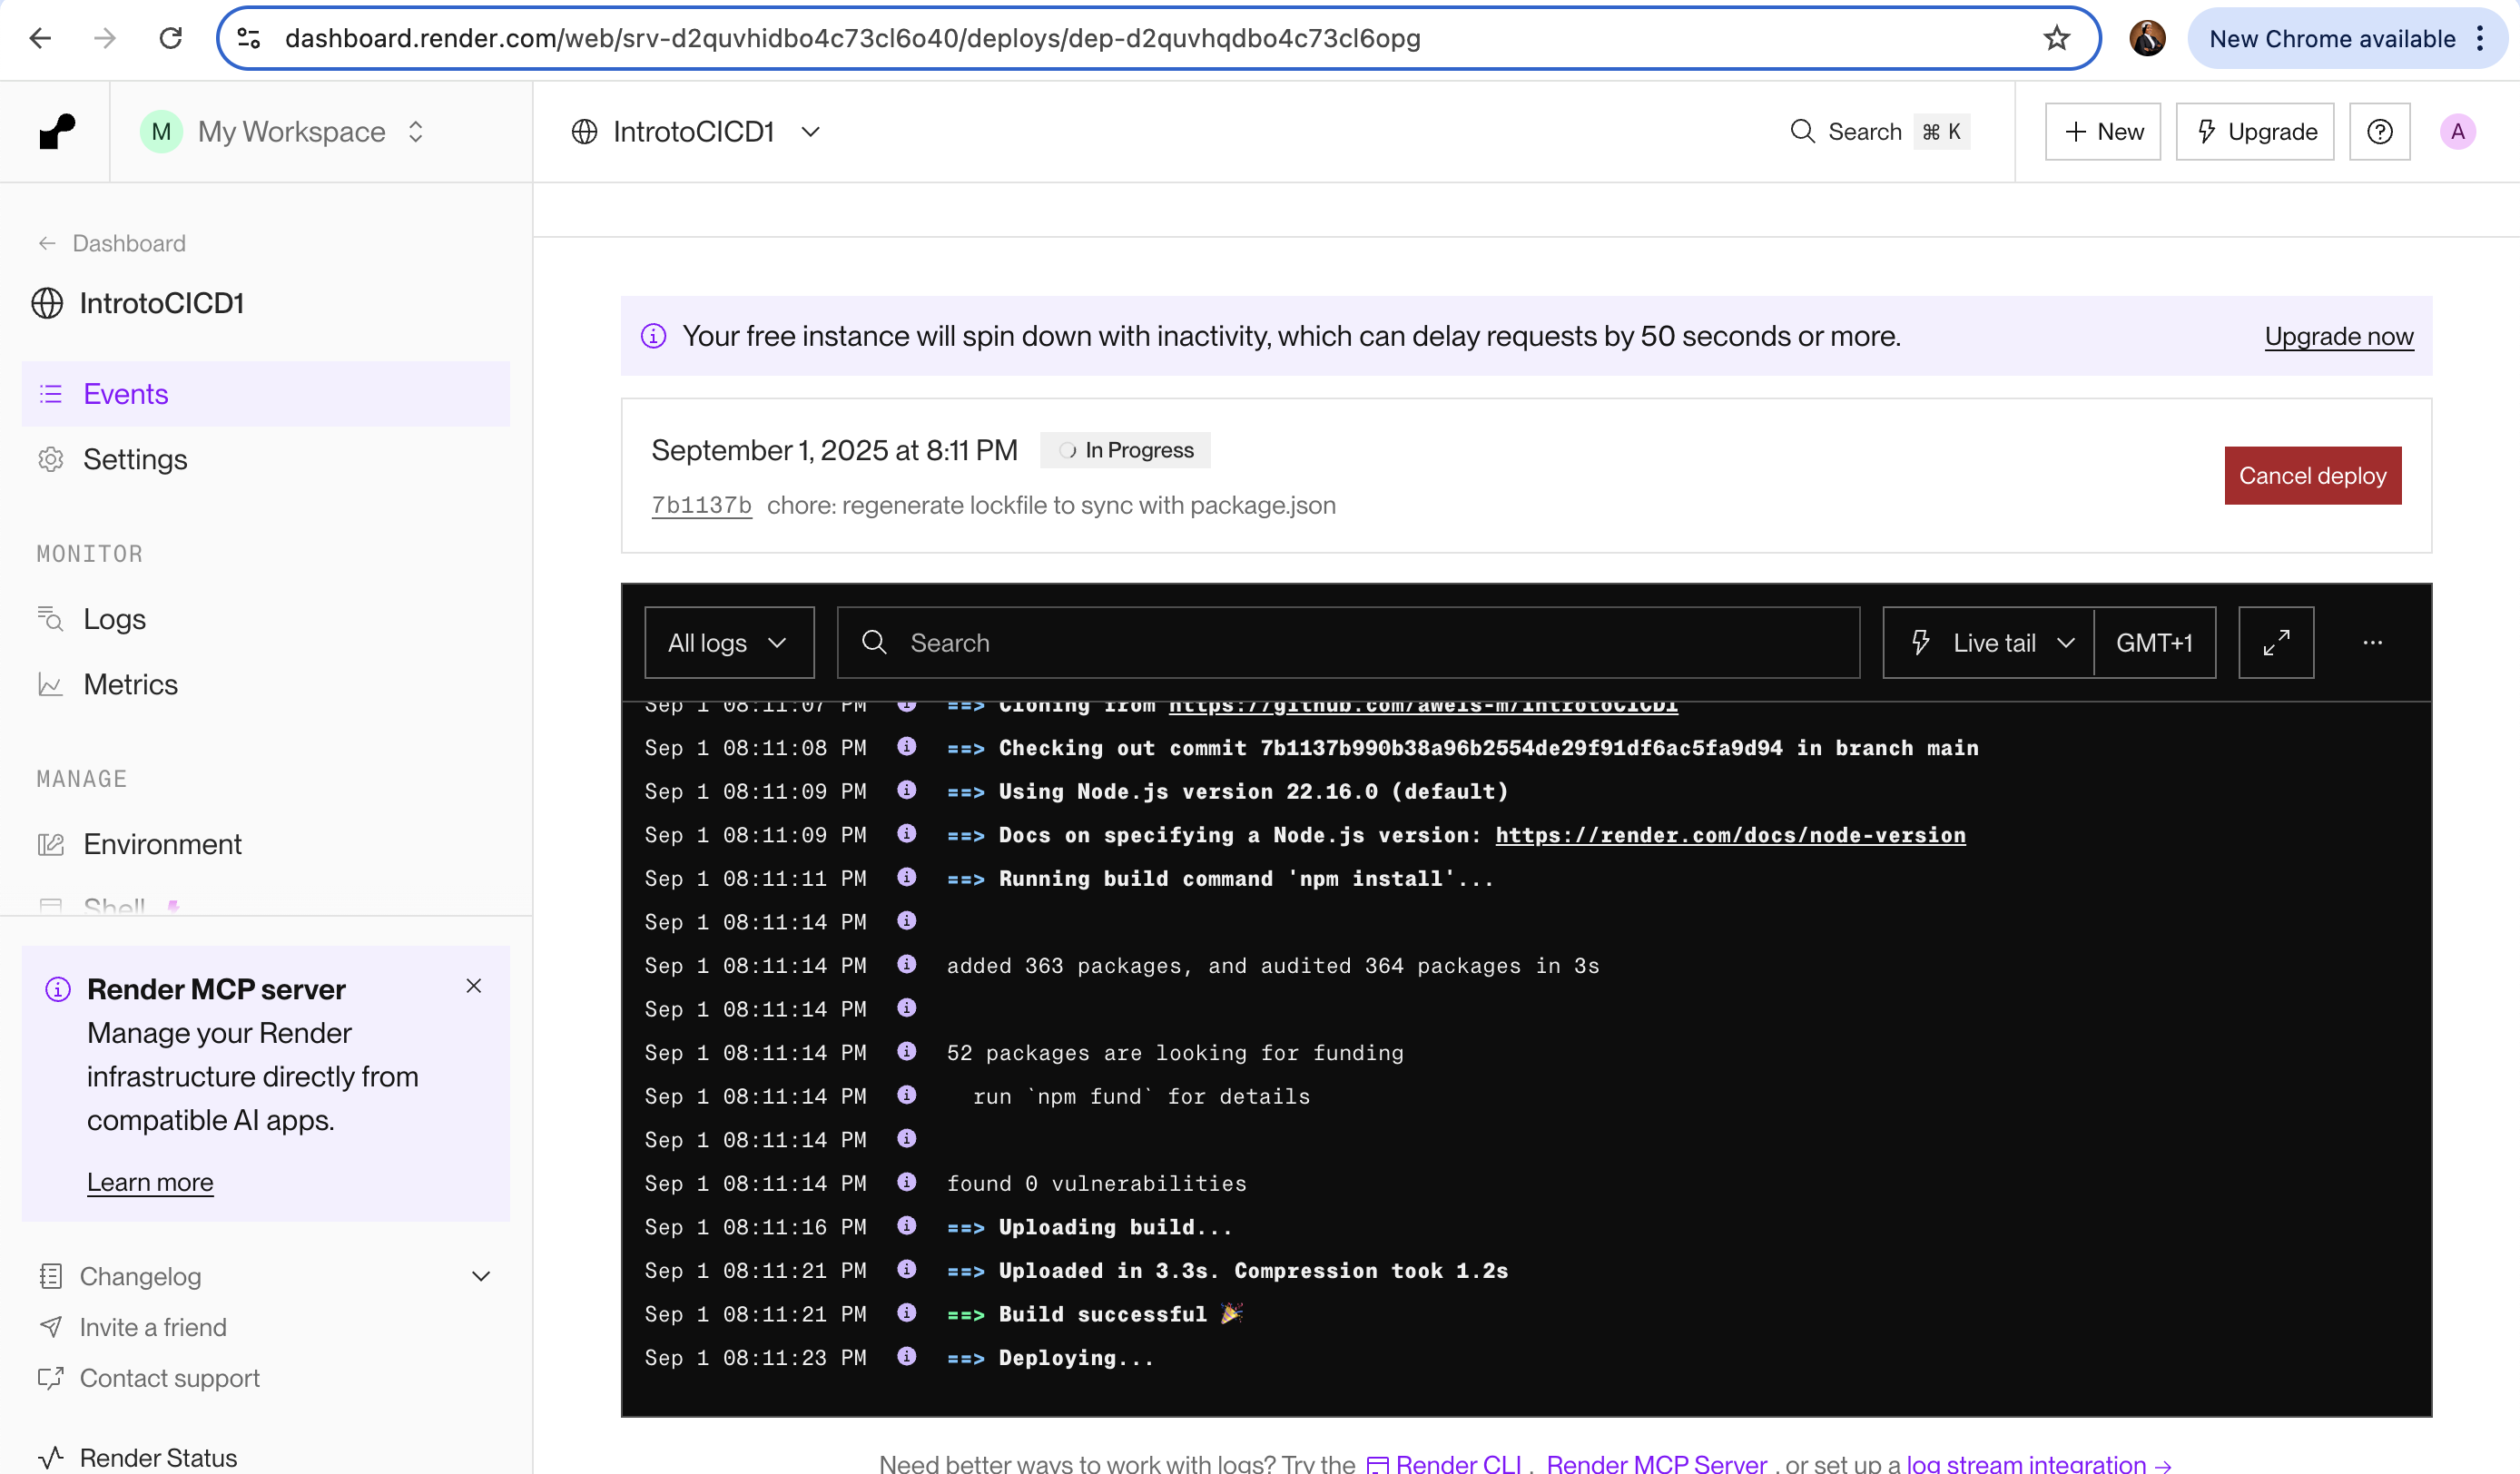 dashboard.render.com/web/srv-d2quvhidbo4c73cl6o40/deploys/dep-d2quvhqdbo4c73cl6opg
New Chrome available
M My Workspace
IntrotoCICD1
Search ⌘ K
+ New
Upgrade
A
← Dashboard
IntrotoCICD1
Events
Settings
MONITOR
Logs
Metrics
MANAGE
Environment
Shell
Render MCP server
Manage your Render
infrastructure directly from
compatible AI apps.
Learn more
Changelog
Invite a friend
Contact support
Render Status
Your free instance will spin down with inactivity, which can delay requests by 50 seconds or more.
Upgrade now
September 1, 2025 at 8:11 PM In Progress
7b1137b chore: regenerate lockfile to sync with package.json
Cancel deploy
All logs
Search
Live tail
GMT+1
Sep 1 08:11:07 PM ==> Cloning from https://github.com/aweis-m/IntrotoCICD1
Sep 1 08:11:08 PM ==> Checking out commit 7b1137b990b38a96b2554de29f91df6ac5fa9d94 in branch main
Sep 1 08:11:09 PM ==> Using Node.js version 22.16.0 (default)
Sep 1 08:11:09 PM ==> Docs on specifying a Node.js version: https://render.com/docs/node-version
Sep 1 08:11:11 PM ==> Running build command 'npm install'...
Sep 1 08:11:14 PM
Sep 1 08:11:14 PM added 363 packages, and audited 364 packages in 3s
Sep 1 08:11:14 PM
Sep 1 08:11:14 PM 52 packages are looking for funding
Sep 1 08:11:14 PM run `npm fund` for details
Sep 1 08:11:14 PM
Sep 1 08:11:14 PM found 0 vulnerabilities
Sep 1 08:11:16 PM ==> Uploading build...
Sep 1 08:11:21 PM ==> Uploaded in 3.3s. Compression took 1.2s
Sep 1 08:11:21 PM ==> Build successful 🎉
Sep 1 08:11:23 PM ==> Deploying...
Need better ways to work with logs? Try the Render CLI, Render MCP Server, or set up a log stream integration →